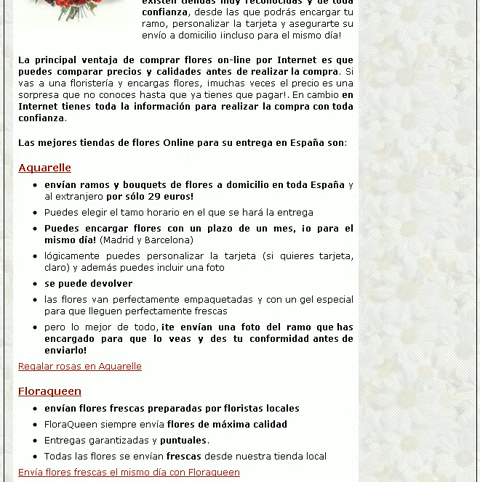 existen tiendas muy reconocidas y de toda
confianza, desde las que podrás encargar tu
ramo, personalizar la tarjeta y asegurarte su
envío a domicilio iincluso para el mismo día!
La principal ventaja de comprar flores on-line por Internet es que
puedes comparar precios y calidades antes de realizar la compra. Si
vas a una floristería y encargas flores, ¡muchas veces el precio es una
sorpresa que no conoces hasta que ya tienes que pagar!. En cambio en
Internet tienes toda la información para realizar la compra con toda
confianza.
Las mejores tiendas de flores Online para su entrega en España son:
Aquarelle
envían ramos y bouquets de flores a domicilio en toda España y
al extranjero por sólo 29 euros!
Puedes elegir el tamo horario en el que se hará la entrega
Puedes encargar flores con un plazo de un mes, ¡o para el
mismo día! (Madrid y Barcelona)
lógicamente puedes personalizar la tarjeta (si quieres tarjeta,
claro) y además puedes incluir una foto
se puede devolver
las flores van perfectamente empaquetadas y con un gel especial
para que lleguen perfectamente frescas
pero lo mejor de todo, ¡te envían una foto del ramo que has
encargado para que lo veas y des tu conformidad antes de
enviarlo!
Regalar rosas en Aquarelle
Floraqueen
envían flores frescas preparadas por floristas locales
FloraQueen siempre envía flores de máxima calidad
Entregas garantizadas y puntuales.
Todas las flores se envían frescas desde nuestra tienda local
Envía flores frescas el mismo día con Floraqueen